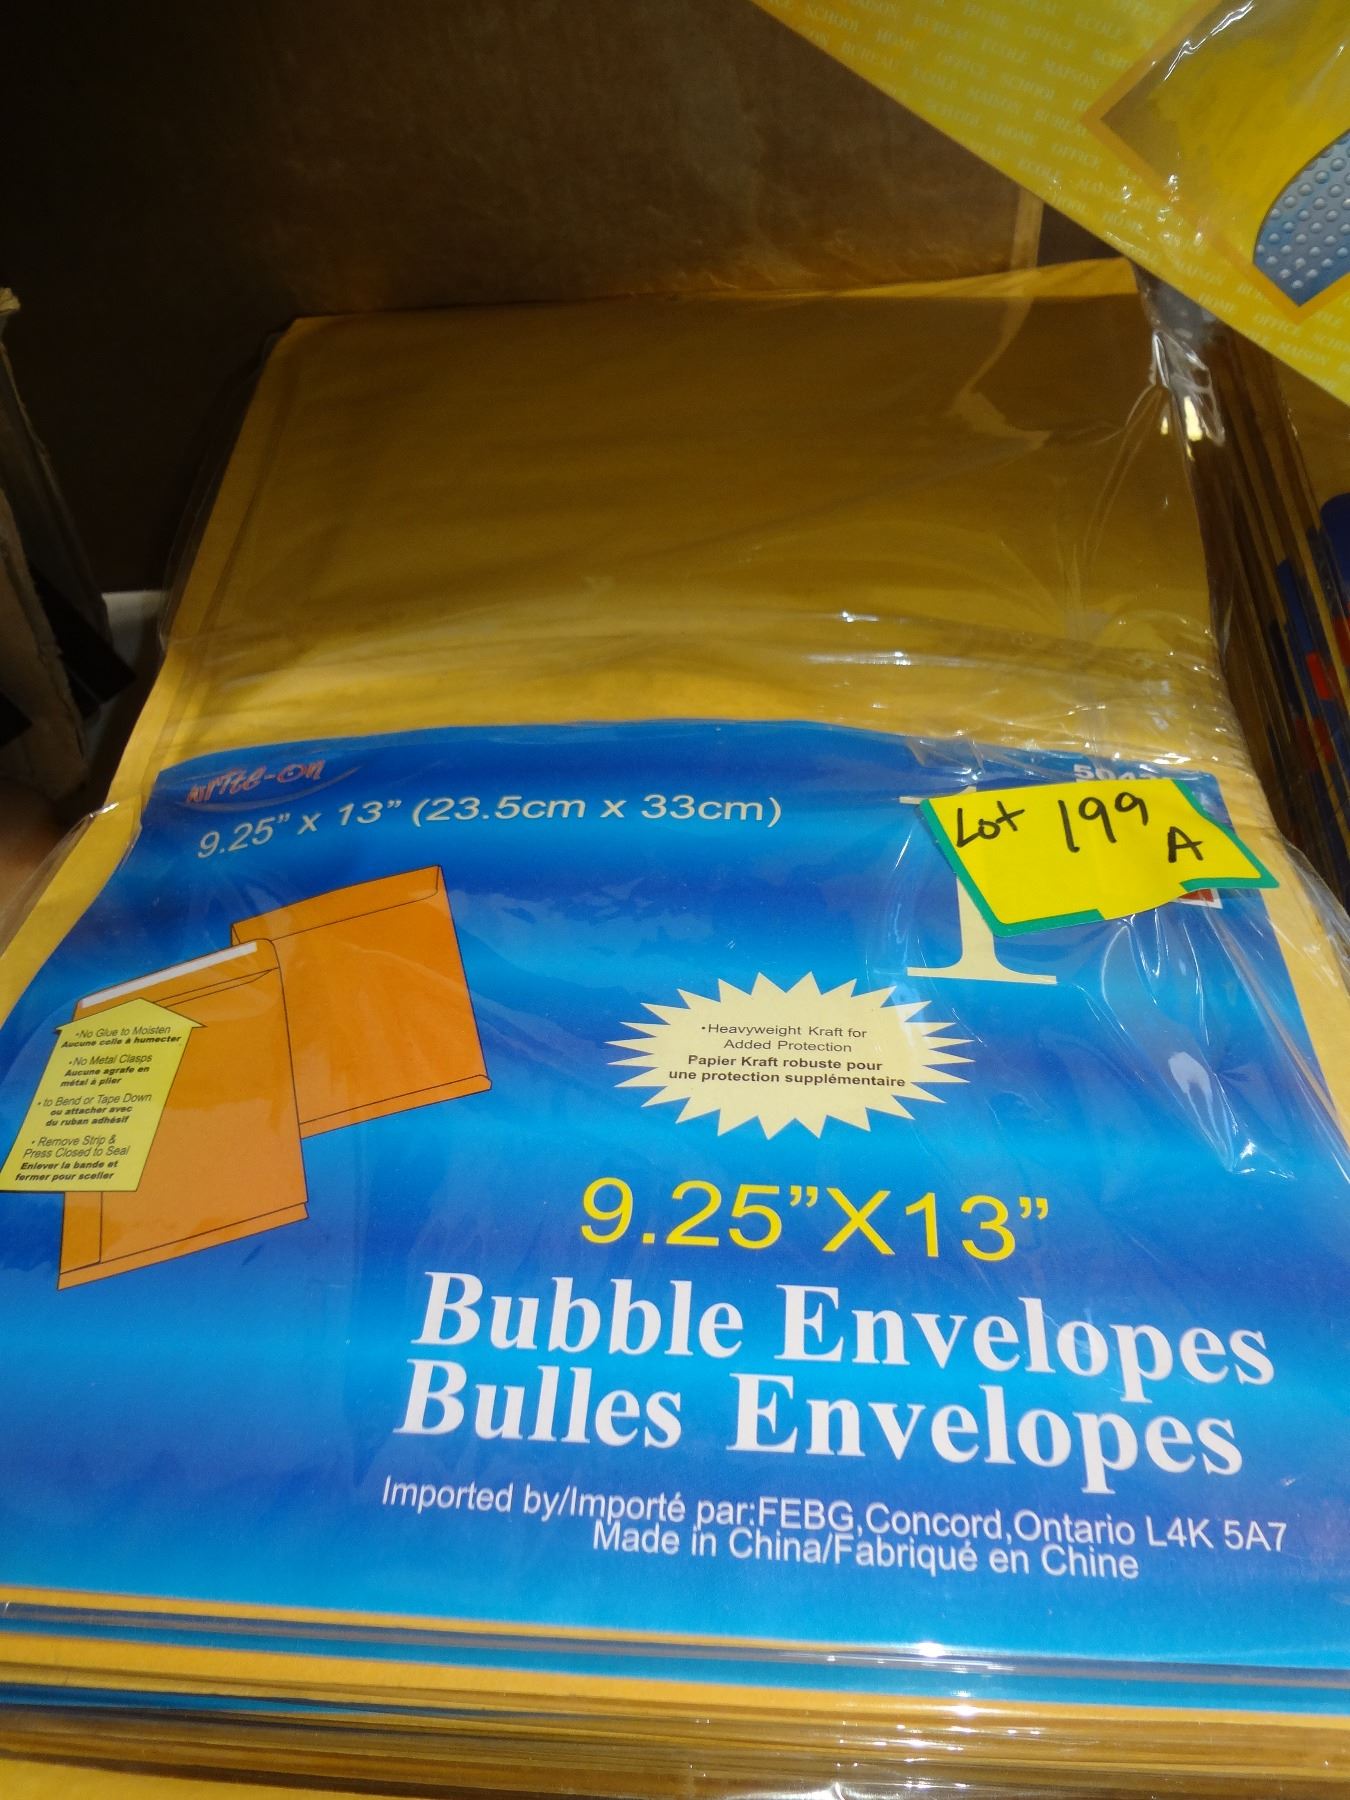 write-on
9.25" x 13" (23.5cm x 33cm)
Lot 199
A
1
•No Glue to Moisten
Aucune colle à humecter
•No Metal Clasps
Aucune agrafe en
métal à plier
•to Bend or Tape Down
ou attacher avec
du ruban adhésif
•Remove Strip &
Press Closed to Seal
Enlever la bande et
fermer pour sceller
•Heavyweight Kraft for
Added Protection
Papier Kraft robuste pour
une protection supplémentaire
9.25"X13"
Bubble Envelopes
Bulles Envelopes
Imported by/Importé par:FEBG,Concord,Ontario L4K 5A7
Made in China/Fabriqué en Chine